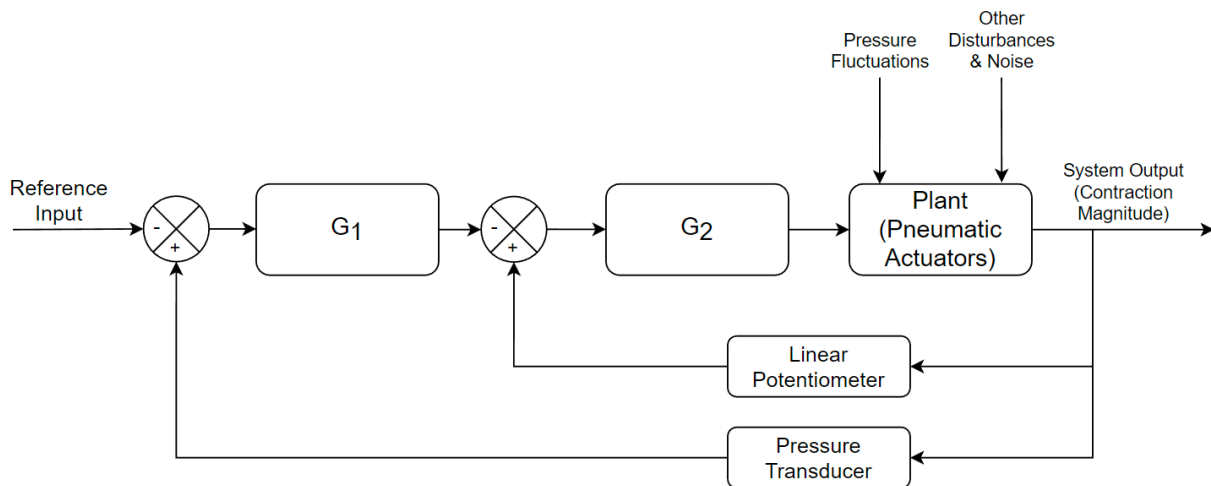 Pressure
Fluctuations
Other
Disturbances
& Noise
Reference
Input
-
+
G1
-
+
G2
Plant
(Pneumatic
Actuators)
System Output
(Contraction
Magnitude)
Linear
Potentiometer
Pressure
Transducer